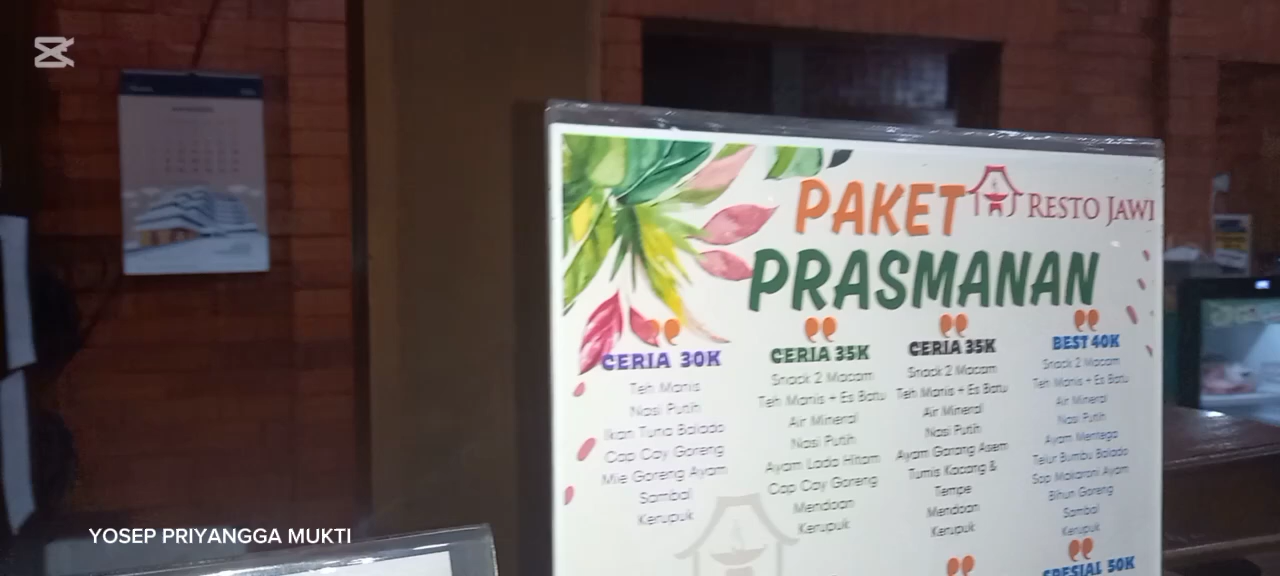 PAKET
RESTO JAWI
PRASMANAN
CERIA 30K
Teh Manis
Nasi Putih
Ikan Tuna Balado
Cap Cay Goreng
Mie Goreng Ayam
Sambal
Kerupuk
CERIA 35K
Snack 2 Macam
Teh Manis + Es Batu
Air Mineral
Nasi Putih
Ayam Lada Hitam
Cap Cay Goreng
Mendoan
Kerupuk
CERIA 35K
Snack 2 Macam
Teh Manis + Es Batu
Air Mineral
Nasi Putih
Ayam Garang Asem
Tumis Kacang &
Tempe
Mendoan
Kerupuk
BEST 40K
Snack 2 Macam
Teh Manis + Es Batu
Air Mineral
Nasi Putih
Ayam Mentega
Telur Bumbu Balado
Sop Makaroni Ayam
Bihun Goreng
Sambal
Kerupuk
SPESIAL 50K
YOSEP PRIYANGGA MUKTI